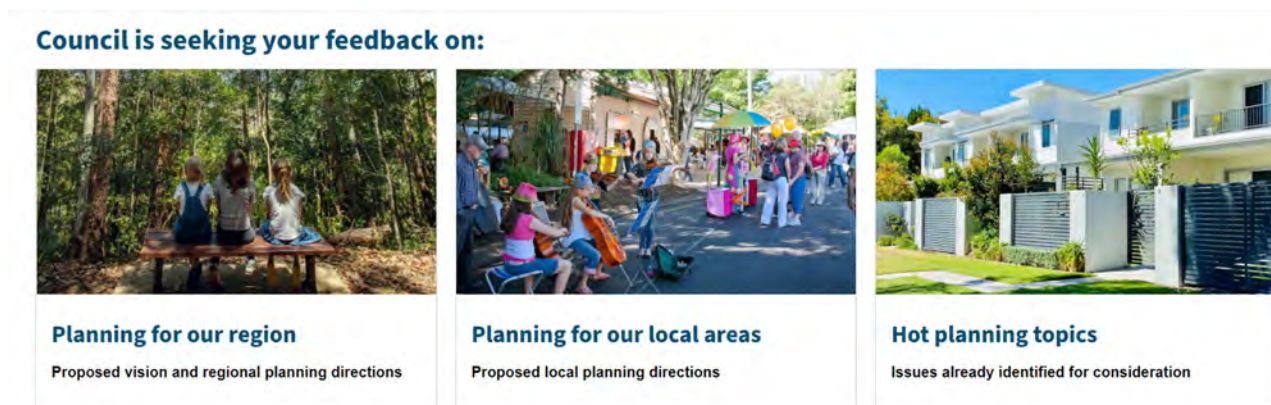 Council is seeking your feedback on:
Planning for our region
Proposed vision and regional planning directions
Planning for our local areas
Proposed local planning directions
Hot planning topics
Issues already identified for consideration